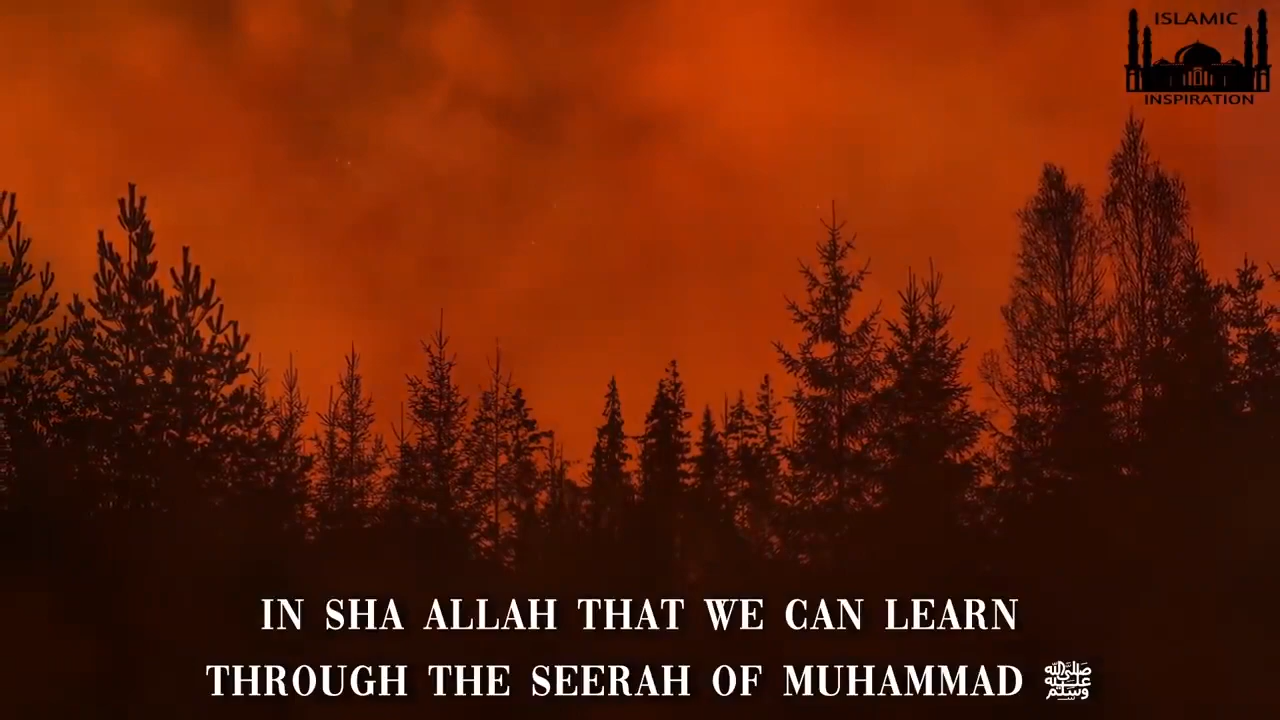 ISLAMIC
INSPIRATION
IN SHA ALLAH THAT WE CAN LEARN
THROUGH THE SEERAH OF MUHAMMAD ﷺ